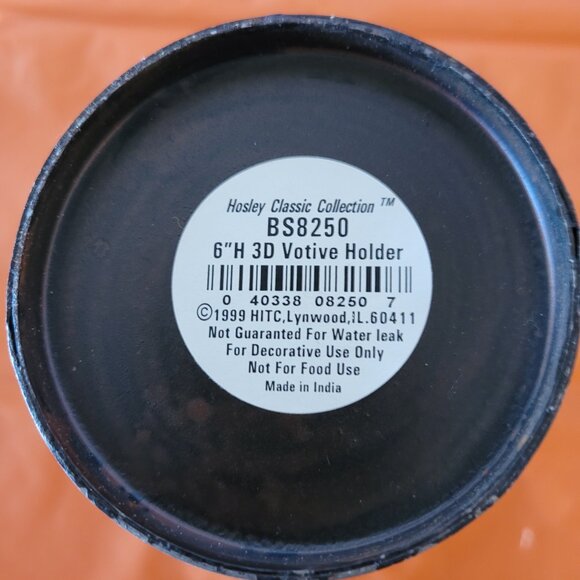 Hosley Classic Collection ™
BS8250
6"H 3D Votive Holder
0 40338 08250 7
©1999 HITC,Lynwood,IL.60411
Not Guaranted For Water leak
For Decorative Use Only
Not For Food Use
Made in India